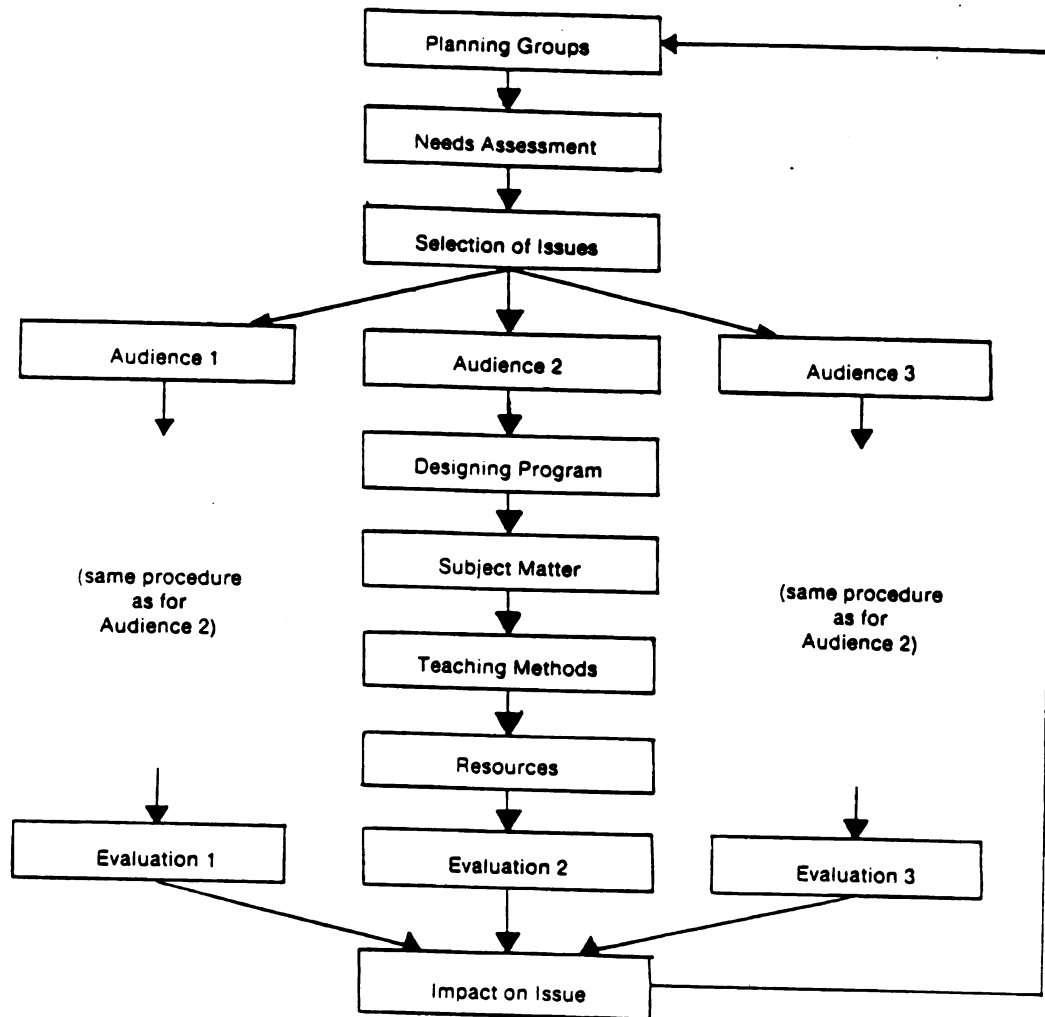 Planning Groups
Needs Assessment
Selection of Issues
Audience 1
Audience 2
Audience 3
Designing Program
Subject Matter
(same procedure
as for
Audience 2)
(same procedure
as for
Audience 2)
Teaching Methods
Resources
Evaluation 1
Evaluation 2
Evaluation 3
Impact on Issue